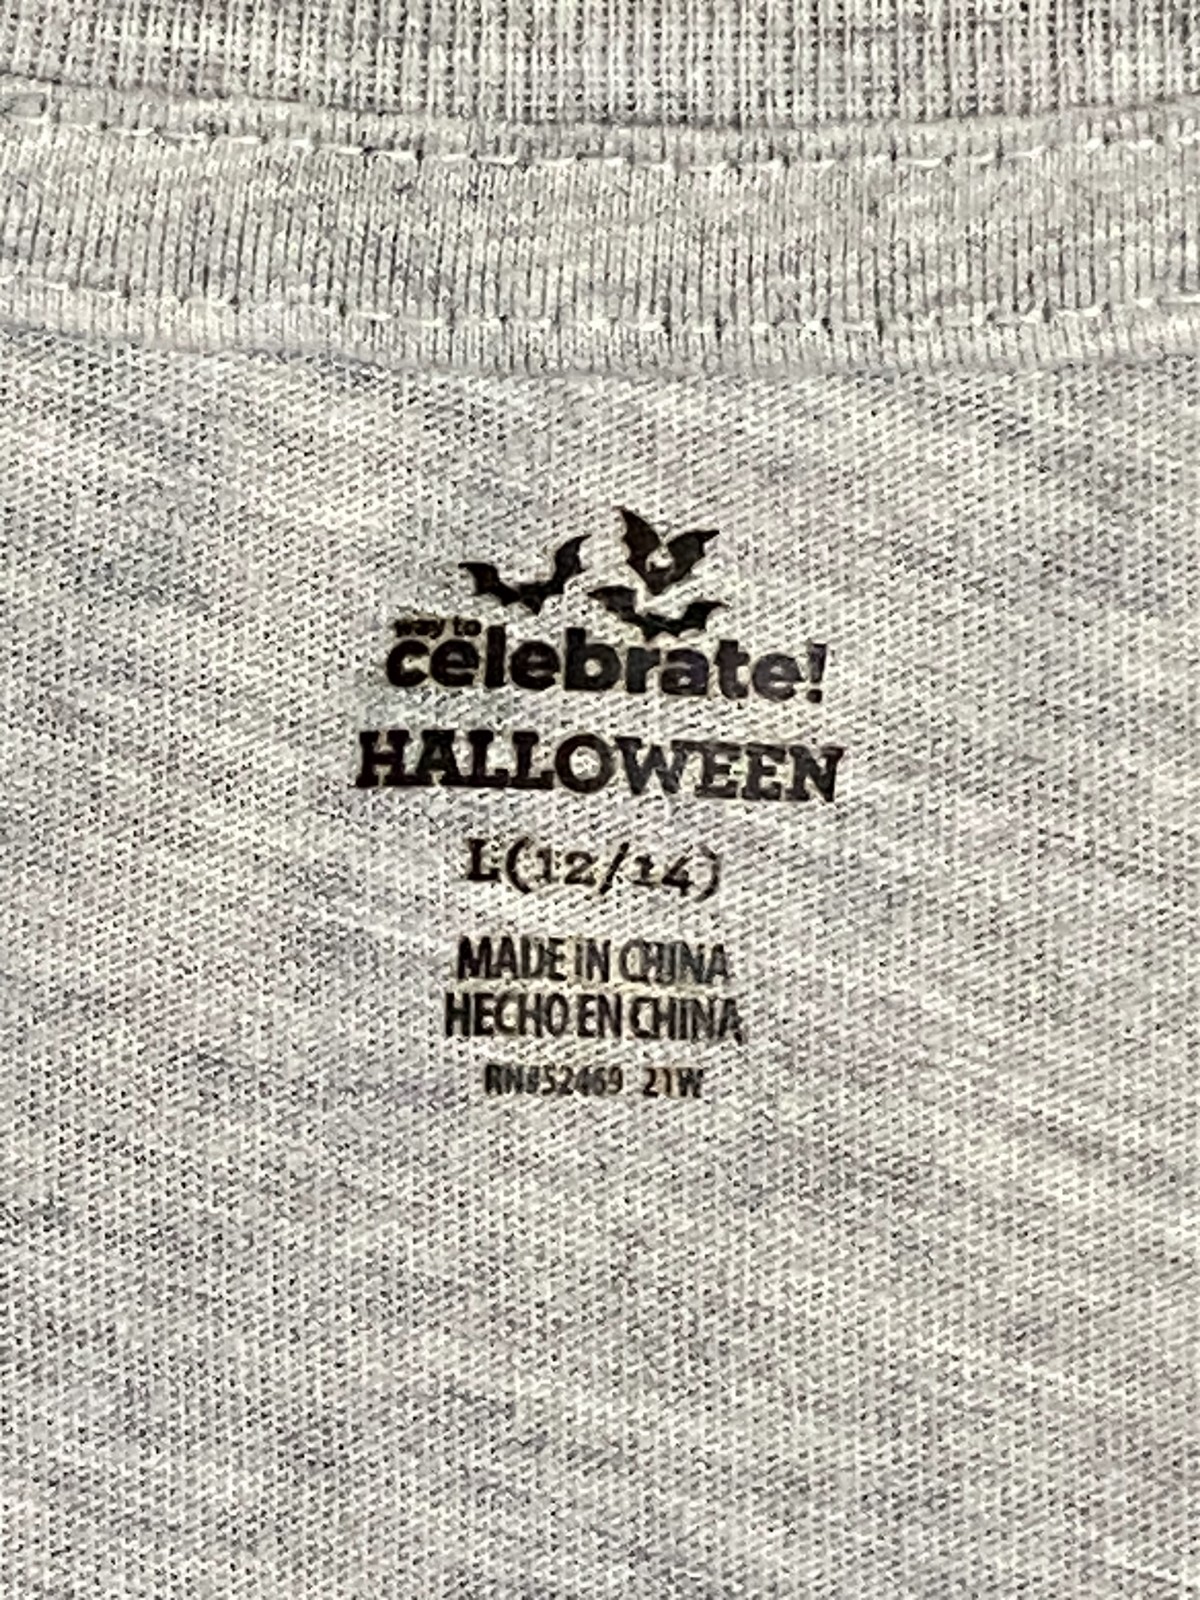 way to
celebrate!
HALLOWEEN
L(12/14)
MADE IN CHINA
HECHO EN CHINA
RN#52469 21W